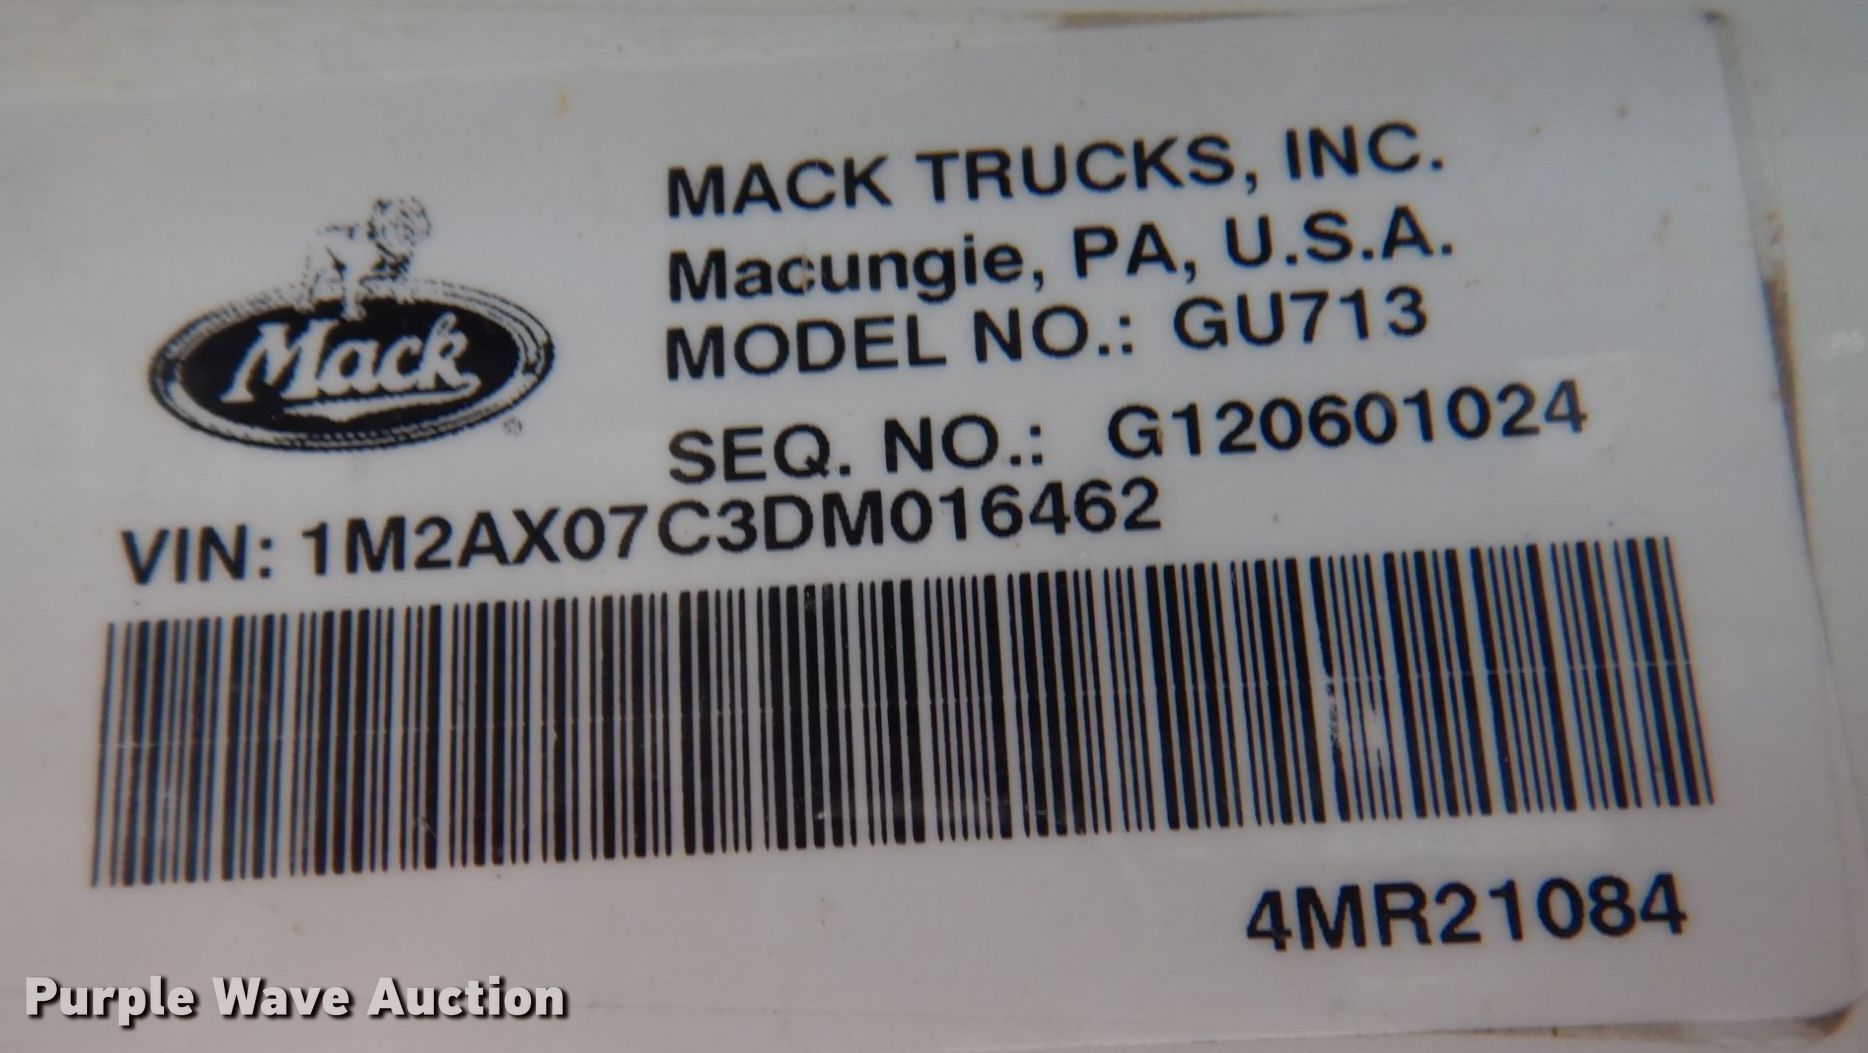 MACK TRUCKS, INC.
Macungie, PA, U.S.A.
MODEL NO.: GU713
Mack
®
SEQ. NO.: G120601024
VIN: 1M2AX07C3DM016462
4MR21084
Purple Wave Auction